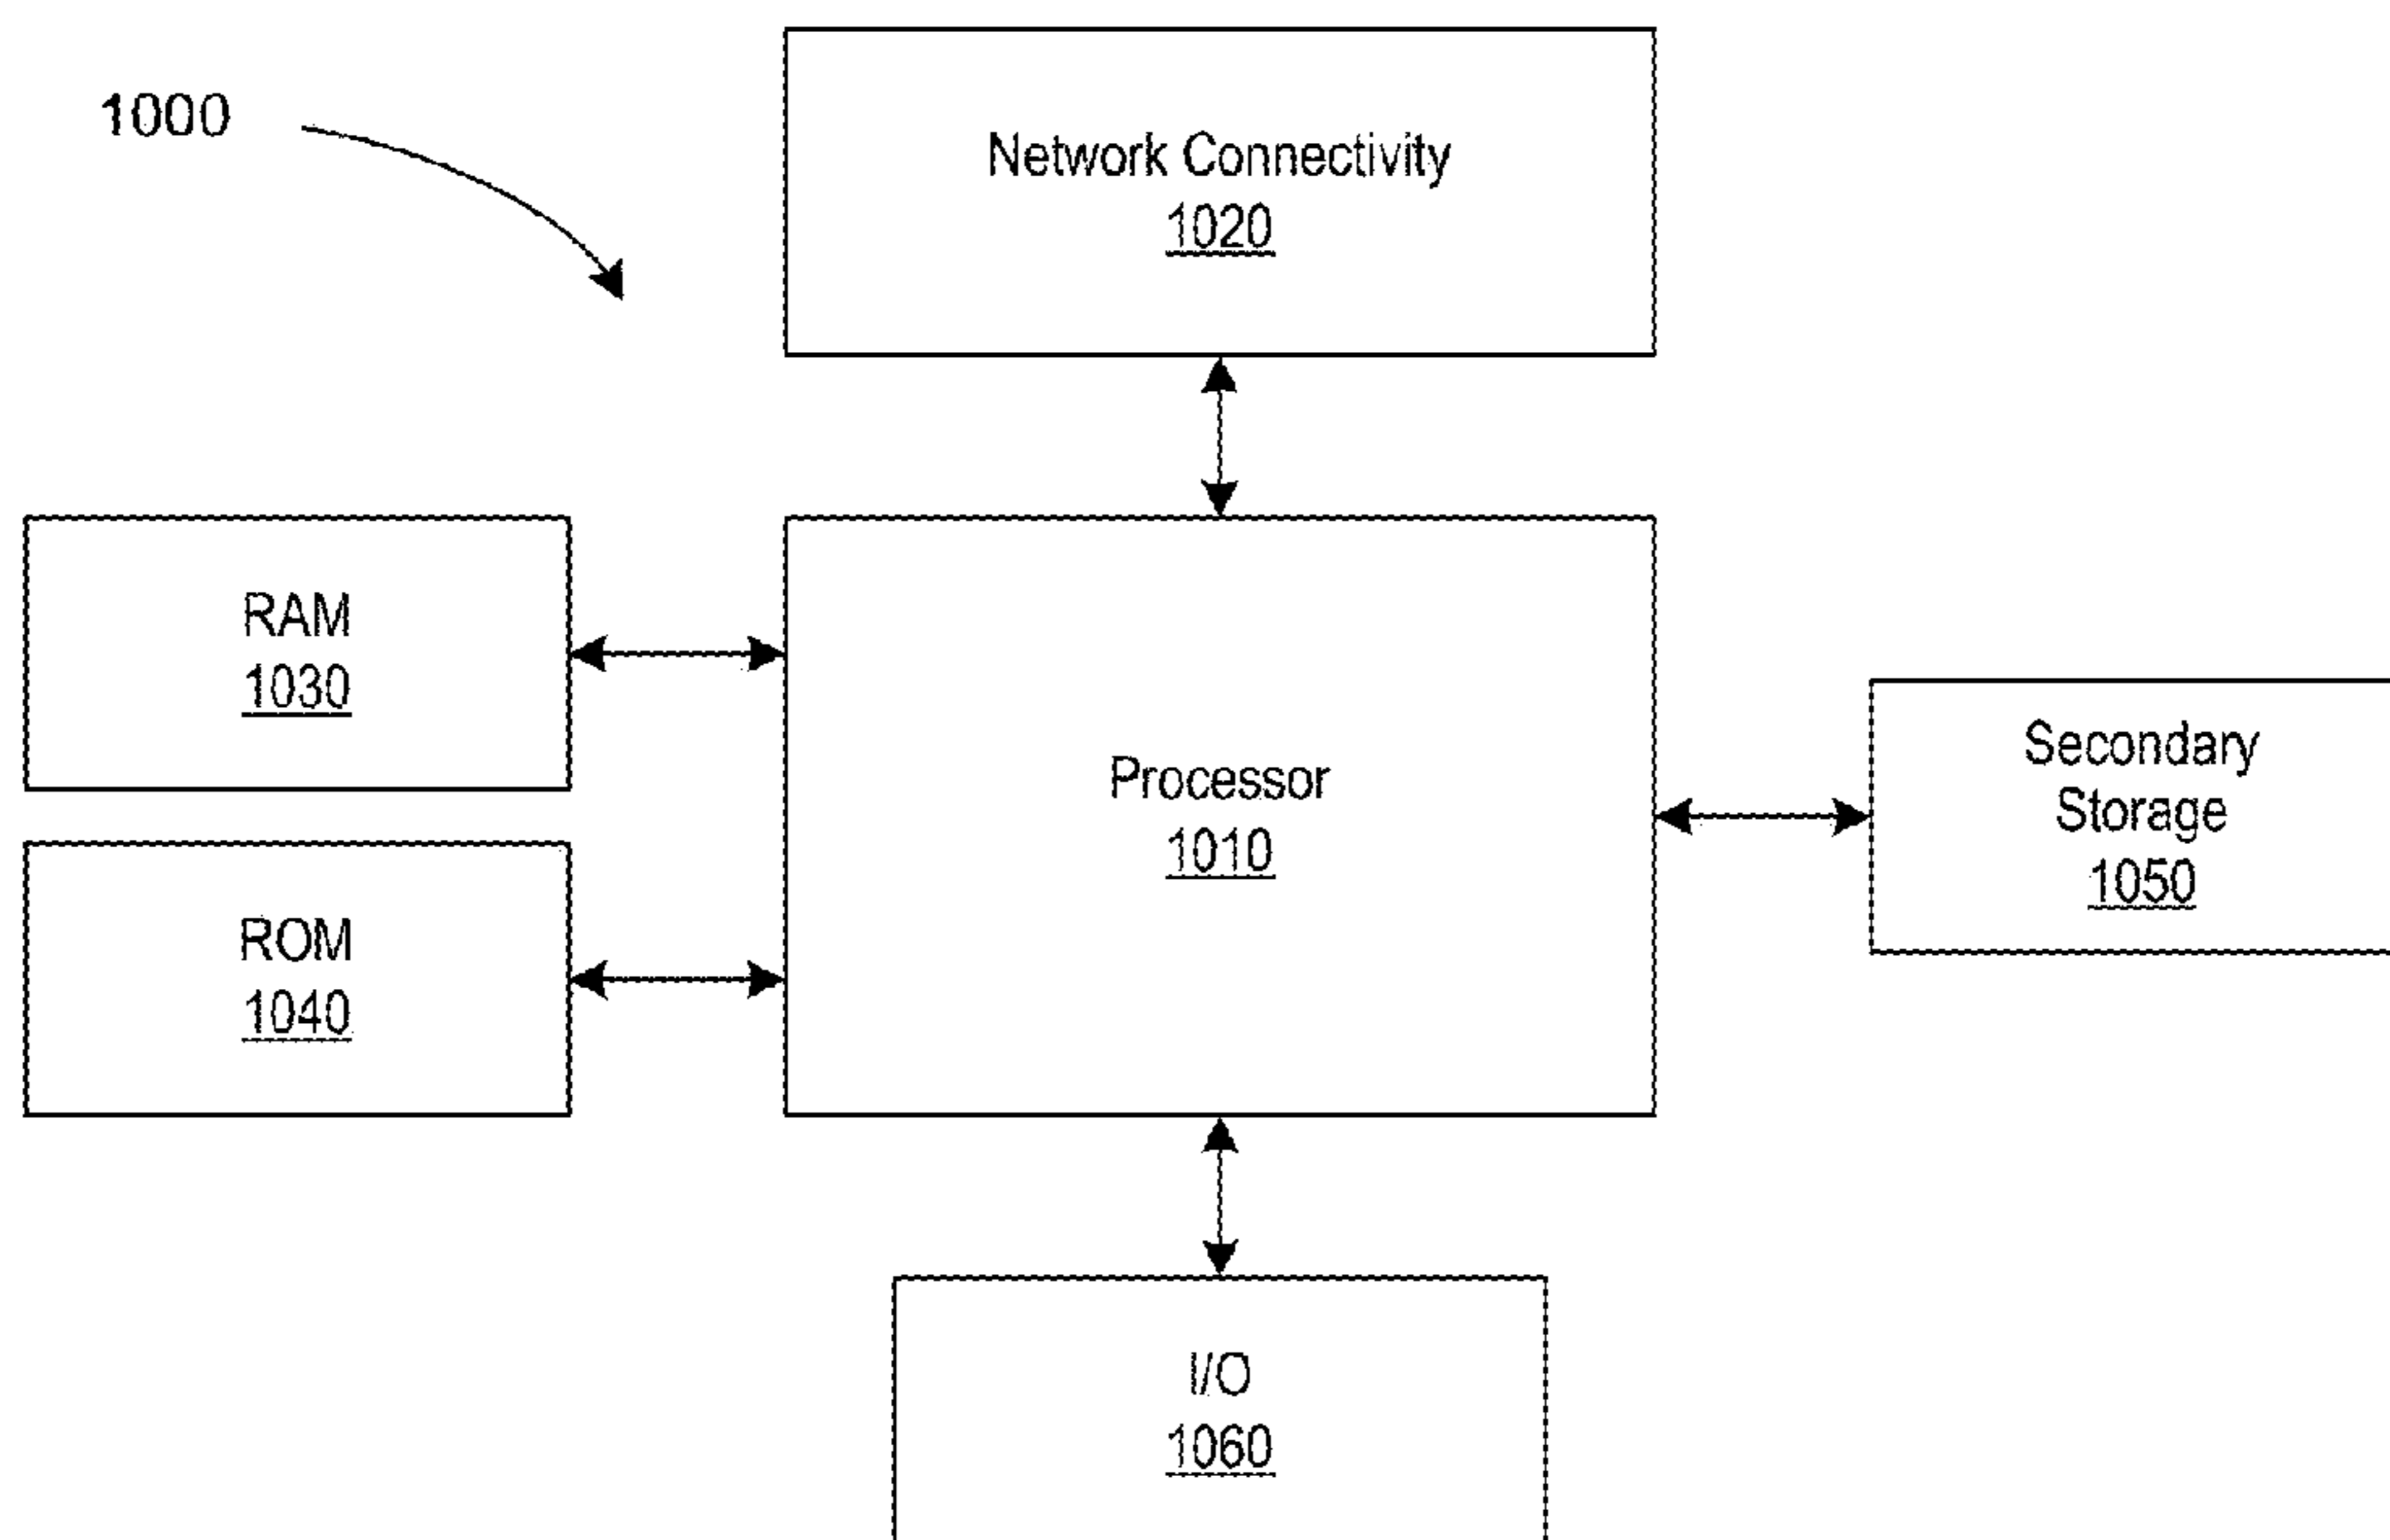 1000
Network Connectivity
1020
RAM
1030
Processor
1010
Secondary
Storage
1050
ROM
1040
I/O
1060